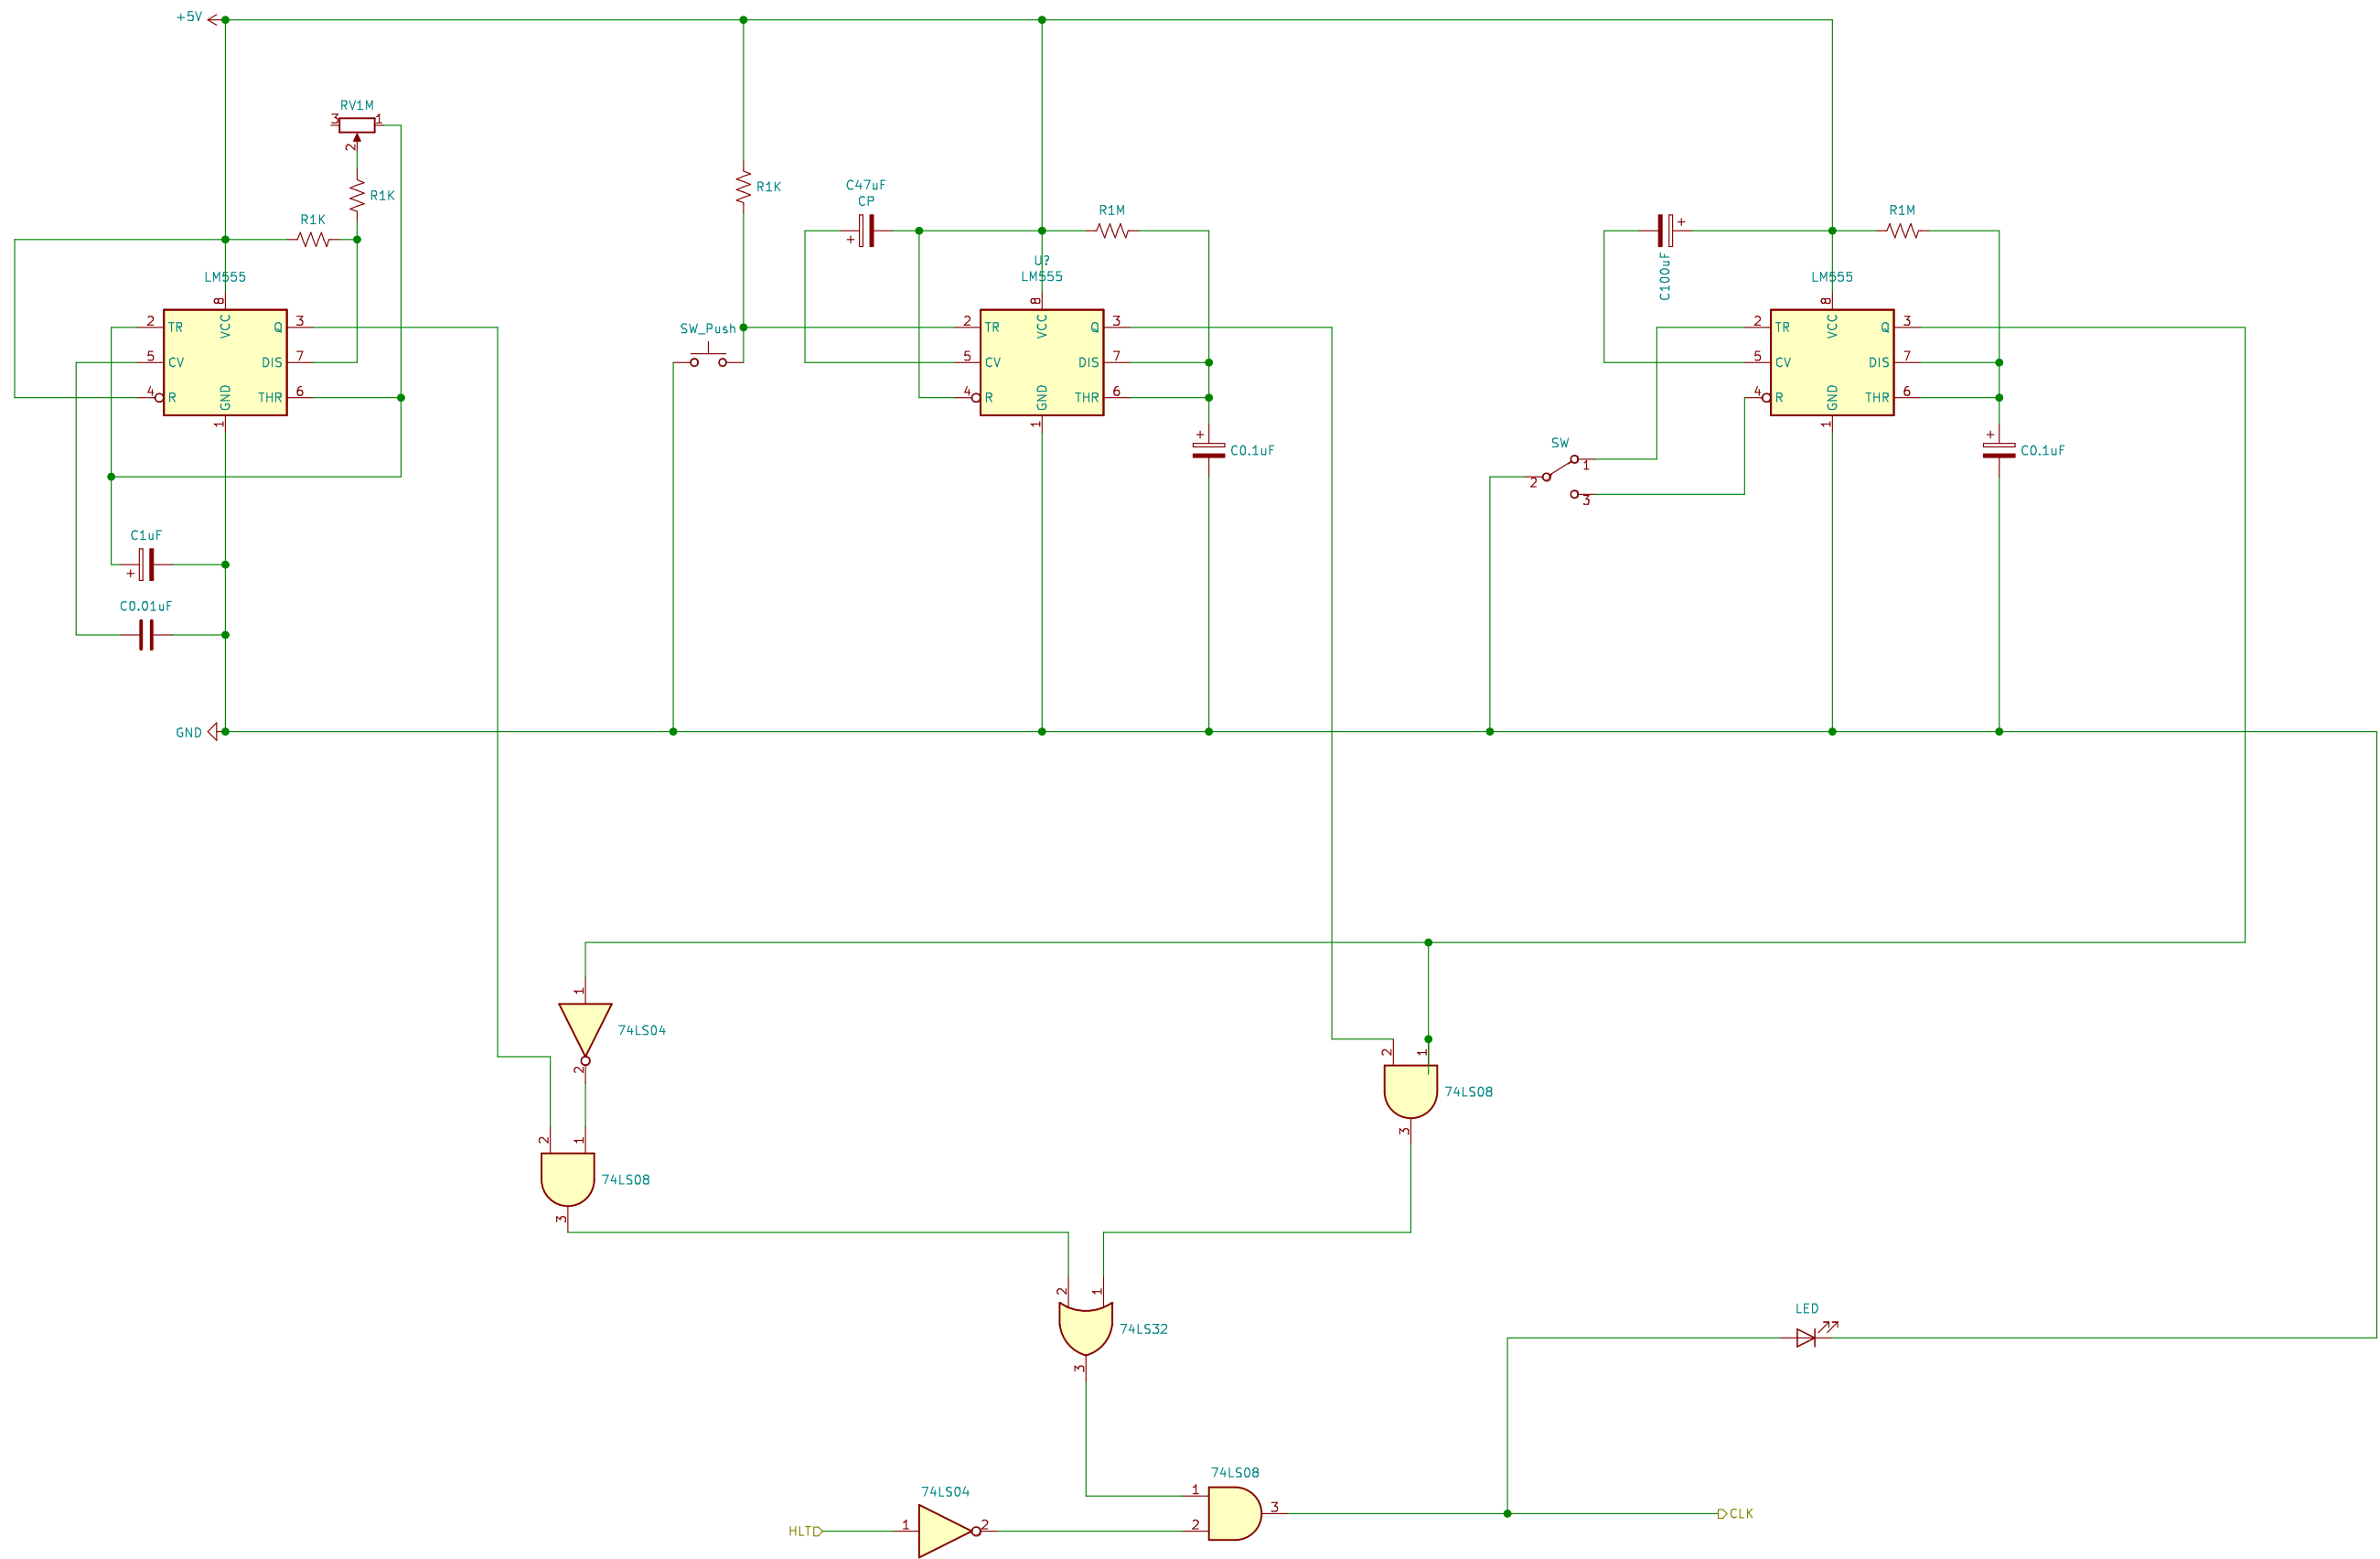 +5V
RV1M
3 1
2
R1K
R1K
LM555
8
2 TR VCC Q 3
5 CV DIS 7
4 R GND THR 6
1
C1uF
+
C0.01uF
GND
R1K
SW_Push
C47uF
CP
+
R1M
U?
LM555
8
2 TR VCC Q 3
5 CV DIS 7
4 R GND THR 6
1
+
C0.1uF
C100uF
+
R1M
LM555
8
2 TR VCC Q 3
5 CV DIS 7
4 R GND THR 6
1
+
C0.1uF
SW
1
2
3
1
74LS04
2
2 1
74LS08
3
2 1
74LS08
3
2 1
74LS32
3
LED
74LS04
HLT 1 2
74LS08
1
2
3
CLK